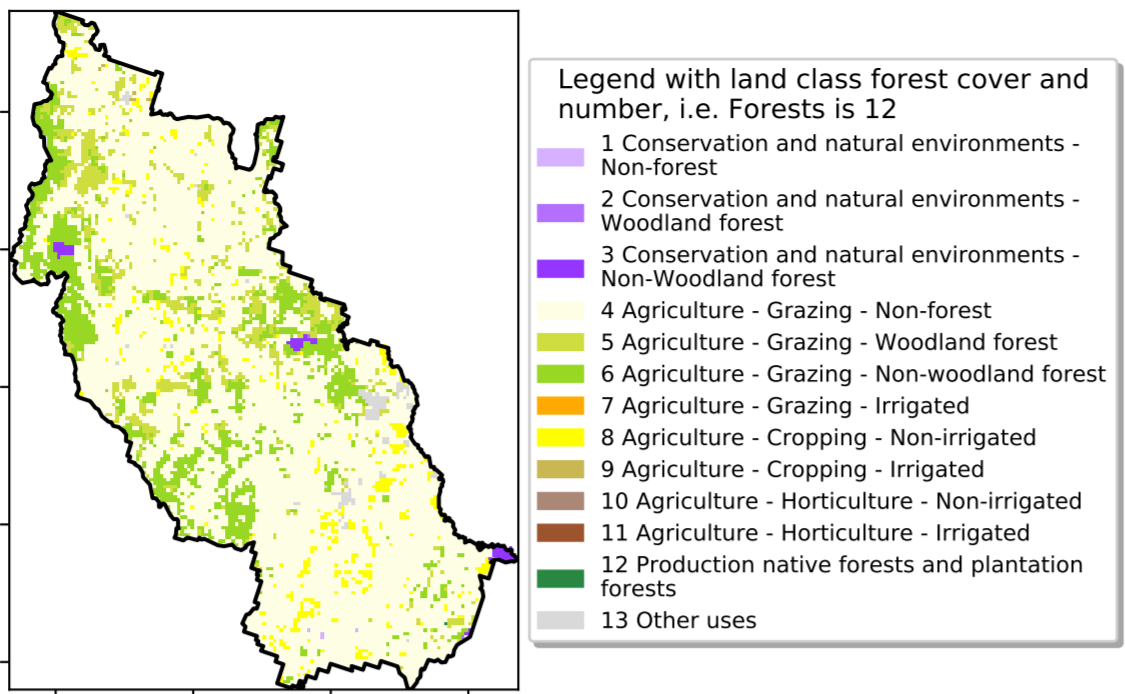 Legend with land class forest cover and
number, i.e. Forests is 12
1 Conservation and natural environments -
Non-forest
2 Conservation and natural environments -
Woodland forest
3 Conservation and natural environments -
Non-Woodland forest
4 Agriculture - Grazing - Non-forest
5 Agriculture - Grazing - Woodland forest
6 Agriculture - Grazing - Non-woodland forest
7 Agriculture - Grazing - Irrigated
8 Agriculture - Cropping - Non-irrigated
9 Agriculture - Cropping - Irrigated
10 Agriculture - Horticulture - Non-irrigated
11 Agriculture - Horticulture - Irrigated
12 Production native forests and plantation
forests
13 Other uses